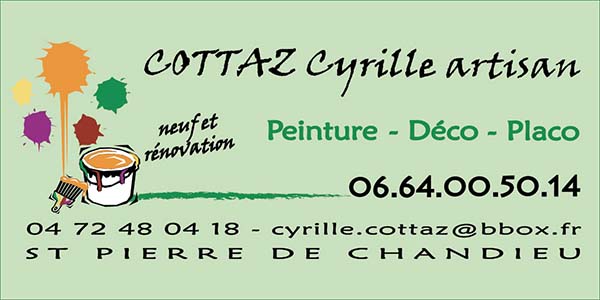 COTTAZ Cyrille artisan
neuf et
rénovation
Peinture - Déco - Placo
06.64.00.50.14
04 72 48 04 18 - cyrille.cottaz@bbox.fr
ST PIERRE DE CHANDIEU